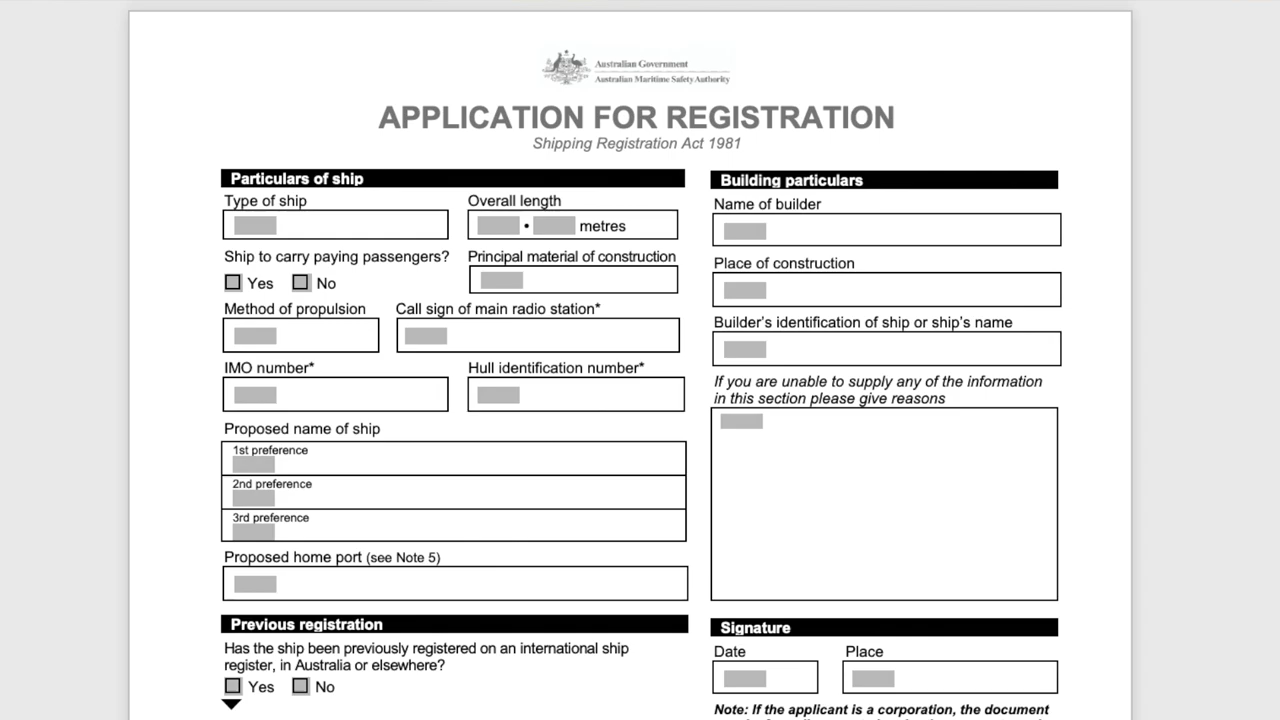 Australian Government
Australian Maritime Safety Authority
APPLICATION FOR REGISTRATION
Shipping Registration Act 1981
Particulars of ship
Type of ship
Overall length
• metres
Ship to carry paying passengers?
Yes No
Principal material of construction
Method of propulsion
Call sign of main radio station*
IMO number*
Hull identification number*
Proposed name of ship
1st preference
2nd preference
3rd preference
Proposed home port (see Note 5)
Previous registration
Has the ship been previously registered on an international ship
register, in Australia or elsewhere?
Yes No
Building particulars
Name of builder
Place of construction
Builder's identification of ship or ship's name
If you are unable to supply any of the information
in this section please give reasons
Signature
Date
Place
Note: If the applicant is a corporation, the document